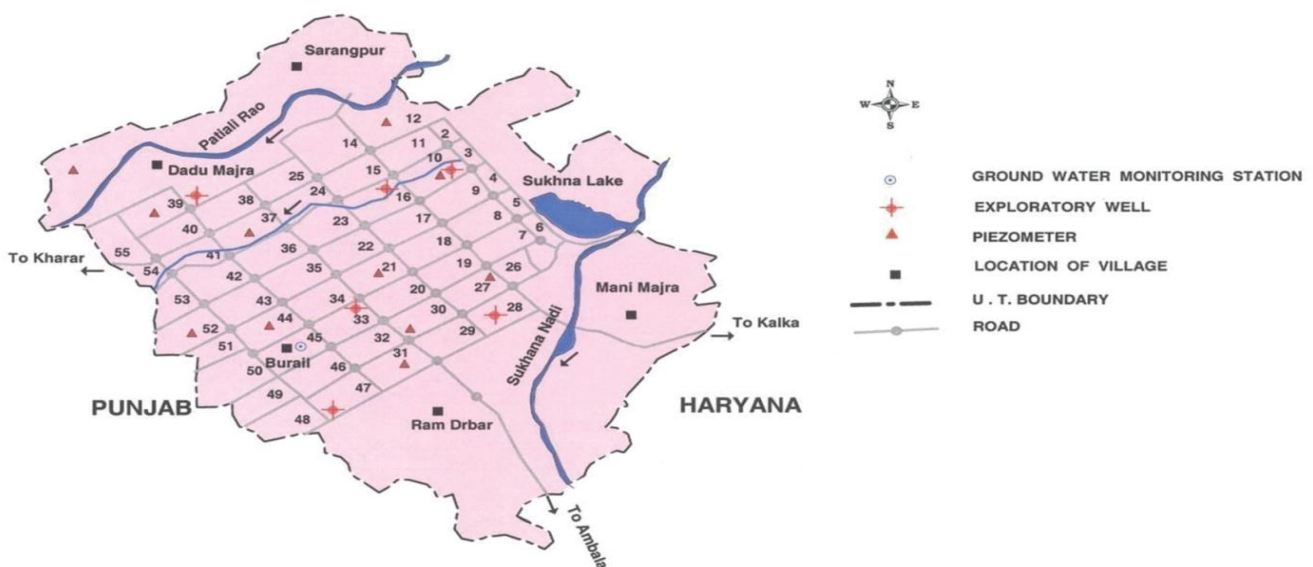 Sarangpur
Patiali Rao
12
2
11
14
3
10
Dadu Majra
15
4
Sukhna Lake
25
24
16
9
5
39
38
37
23
17
8
6
40
7
36
22
18
55
41
To Kharar
54
42
35
21
19
26
Mani Majra
53
43
34
20
27
28
52
44
33
30
29
To Kalka
51
45
32
31
Burail
50
46
47
49
48
Sukhana Nadi
PUNJAB
HARYANA
Ram Drbar
To Ambala
N
W E
S
GROUND WATER MONITORING STATION
EXPLORATORY WELL
PIEZOMETER
LOCATION OF VILLAGE
U . T. BOUNDARY
ROAD